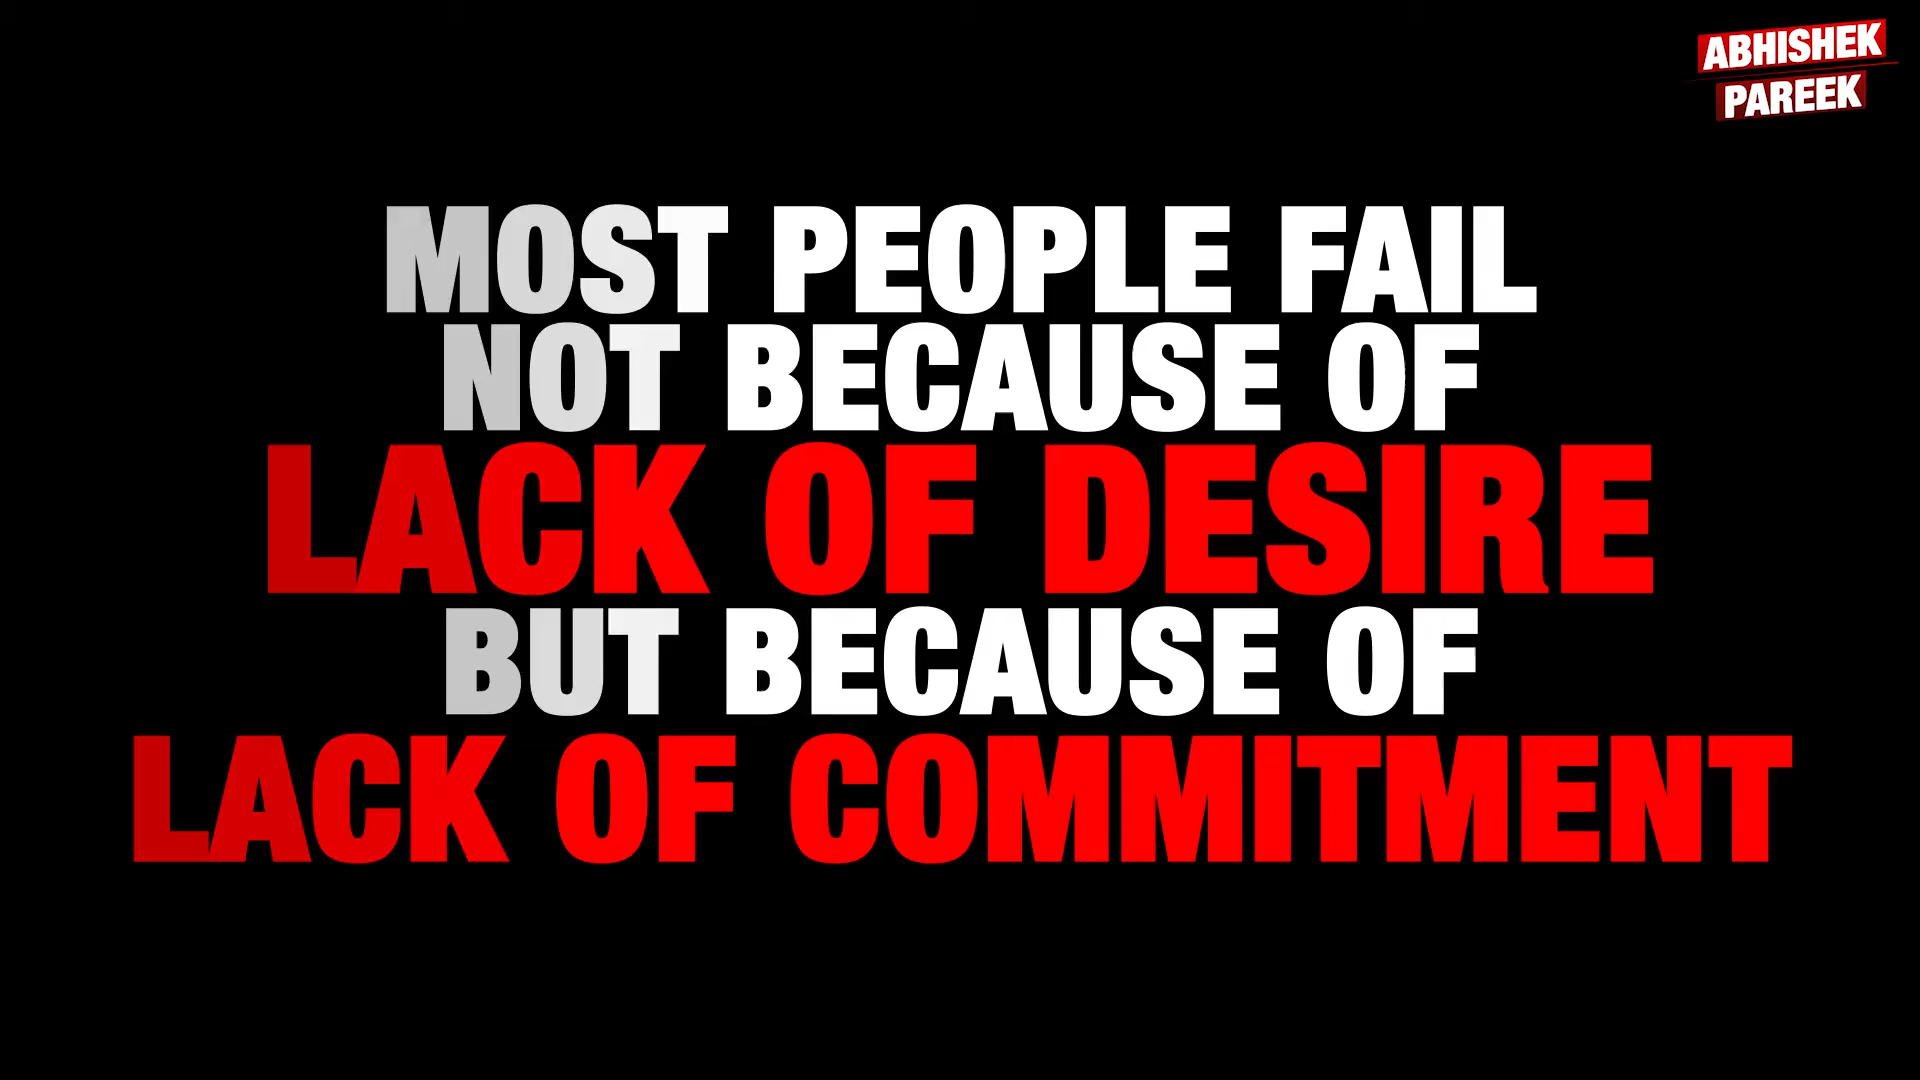 ABHISHEK
PAREEK
MOST PEOPLE FAIL
NOT BECAUSE OF
LACK OF DESIRE
BUT BECAUSE OF
LACK OF COMMITMENT